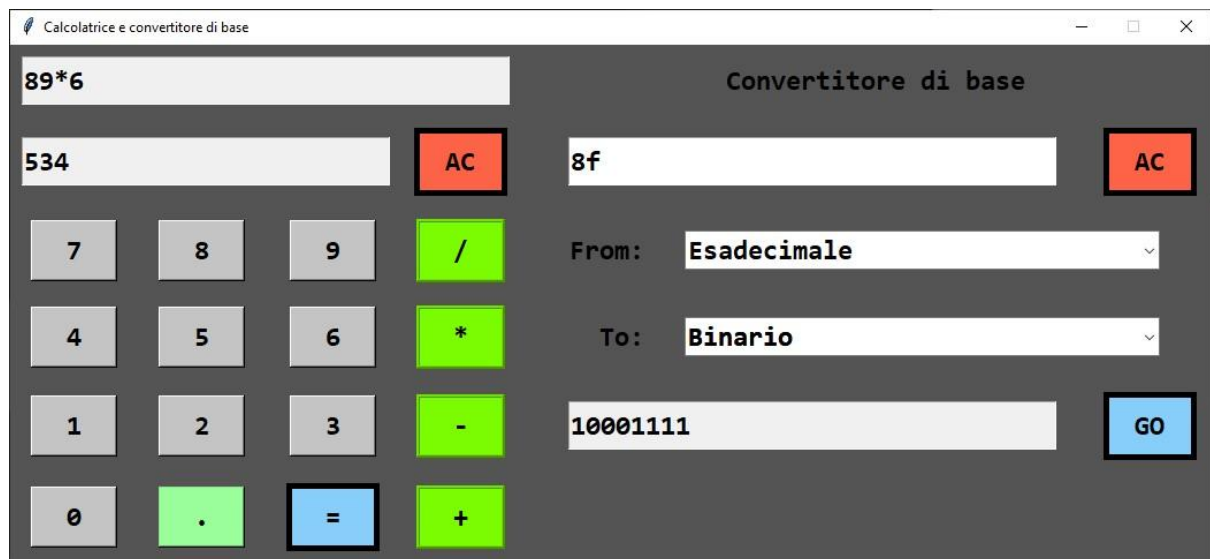 Calcolatrice e convertitore di base
89*6
Convertitore di base
534
AC
8f
AC
7 8 9 /
From: Esadecimale
4 5 6 *
To: Binario
1 2 3 -
10001111
GO
0 . = +